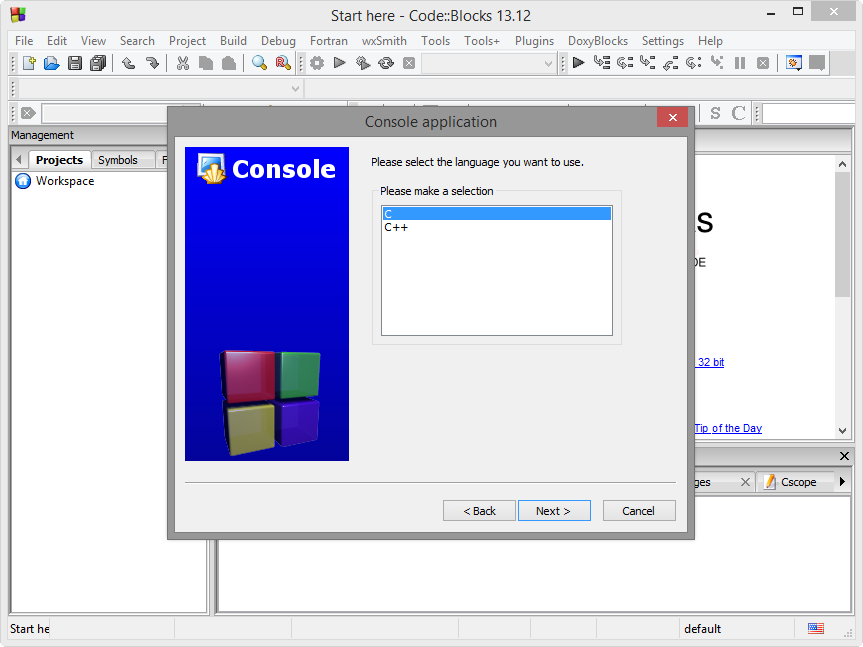 Start here - Code::Blocks 13.12
File Edit View Search Project Build Debug Fortran wxSmith Tools Tools+ Plugins DoxyBlocks Settings Help
S C
Management
Projects Symbols F
Workspace
Console application
Console
Please select the language you want to use.
Please make a selection
C
C++
S
DE
32 bit
Tip of the Day
ges Cscope
< Back Next > Cancel
Start he default